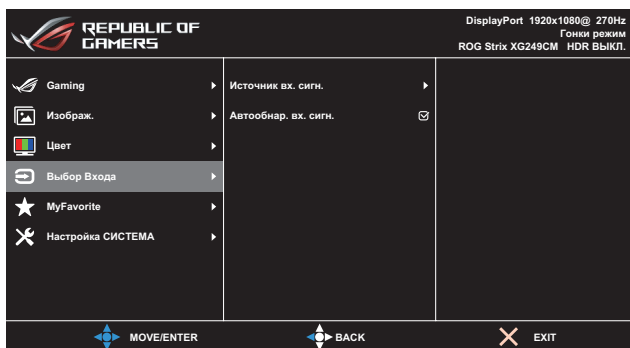 REPUBLIC OF
GAMERS
DisplayPort 1920x1080@ 270Hz
Гонки режим
ROG Strix XG249CM HDR ВЫКЛ.
Gaming
Изображ.
Цвет
Выбор Входа
MyFavorite
Настройка СИСТЕМА
Источник вх. сигн.
Автообнар. вх. сигн.
MOVE/ENTER
BACK
EXIT